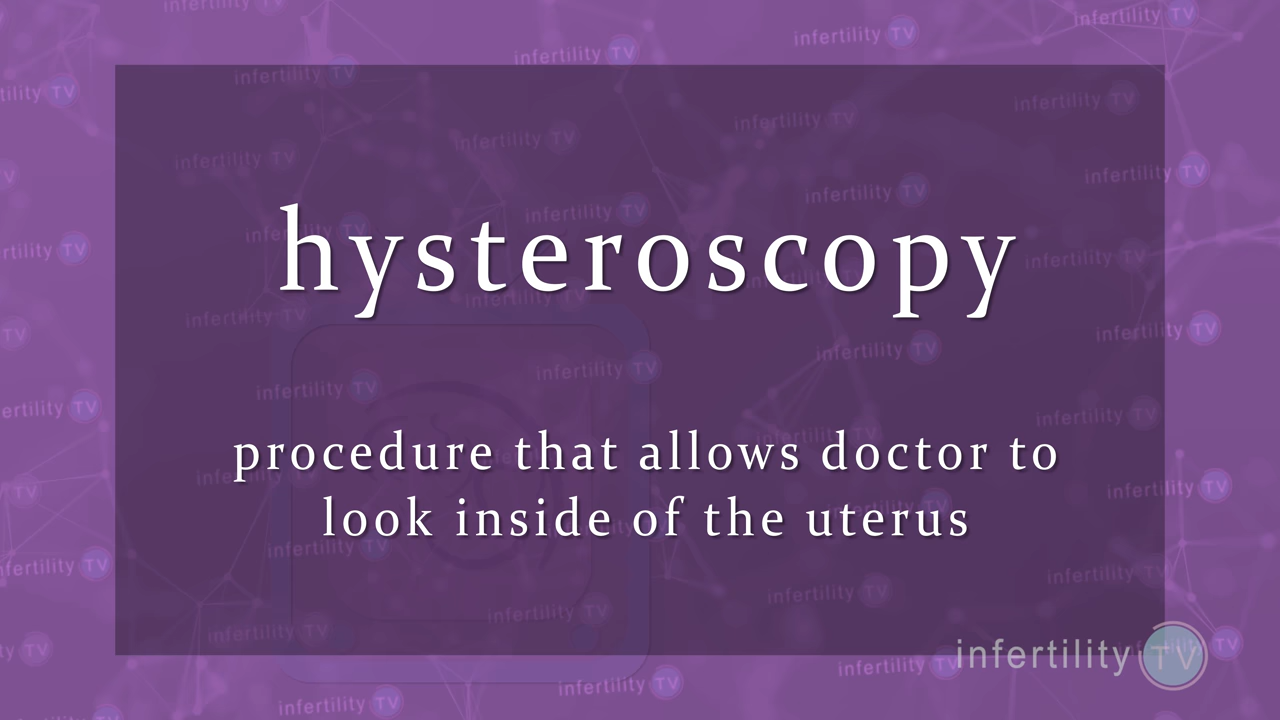 hysteroscopy
procedure that allows doctor to
look inside of the uterus
infertility TV